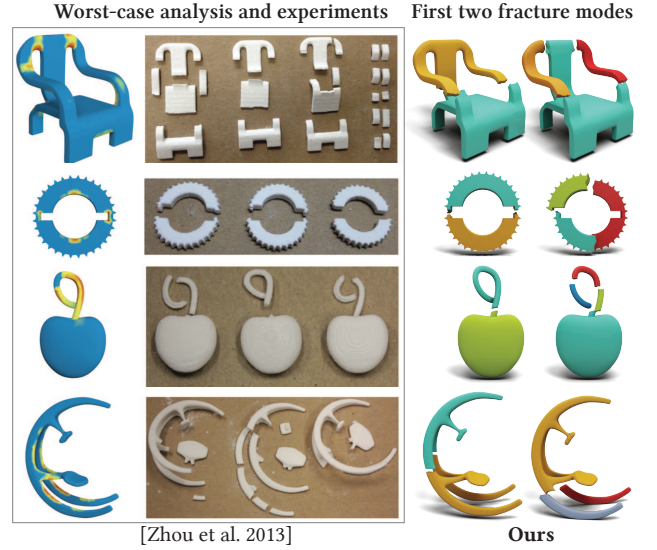 Worst-case analysis and experiments
First two fracture modes
[Zhou et al. 2013]
Ours